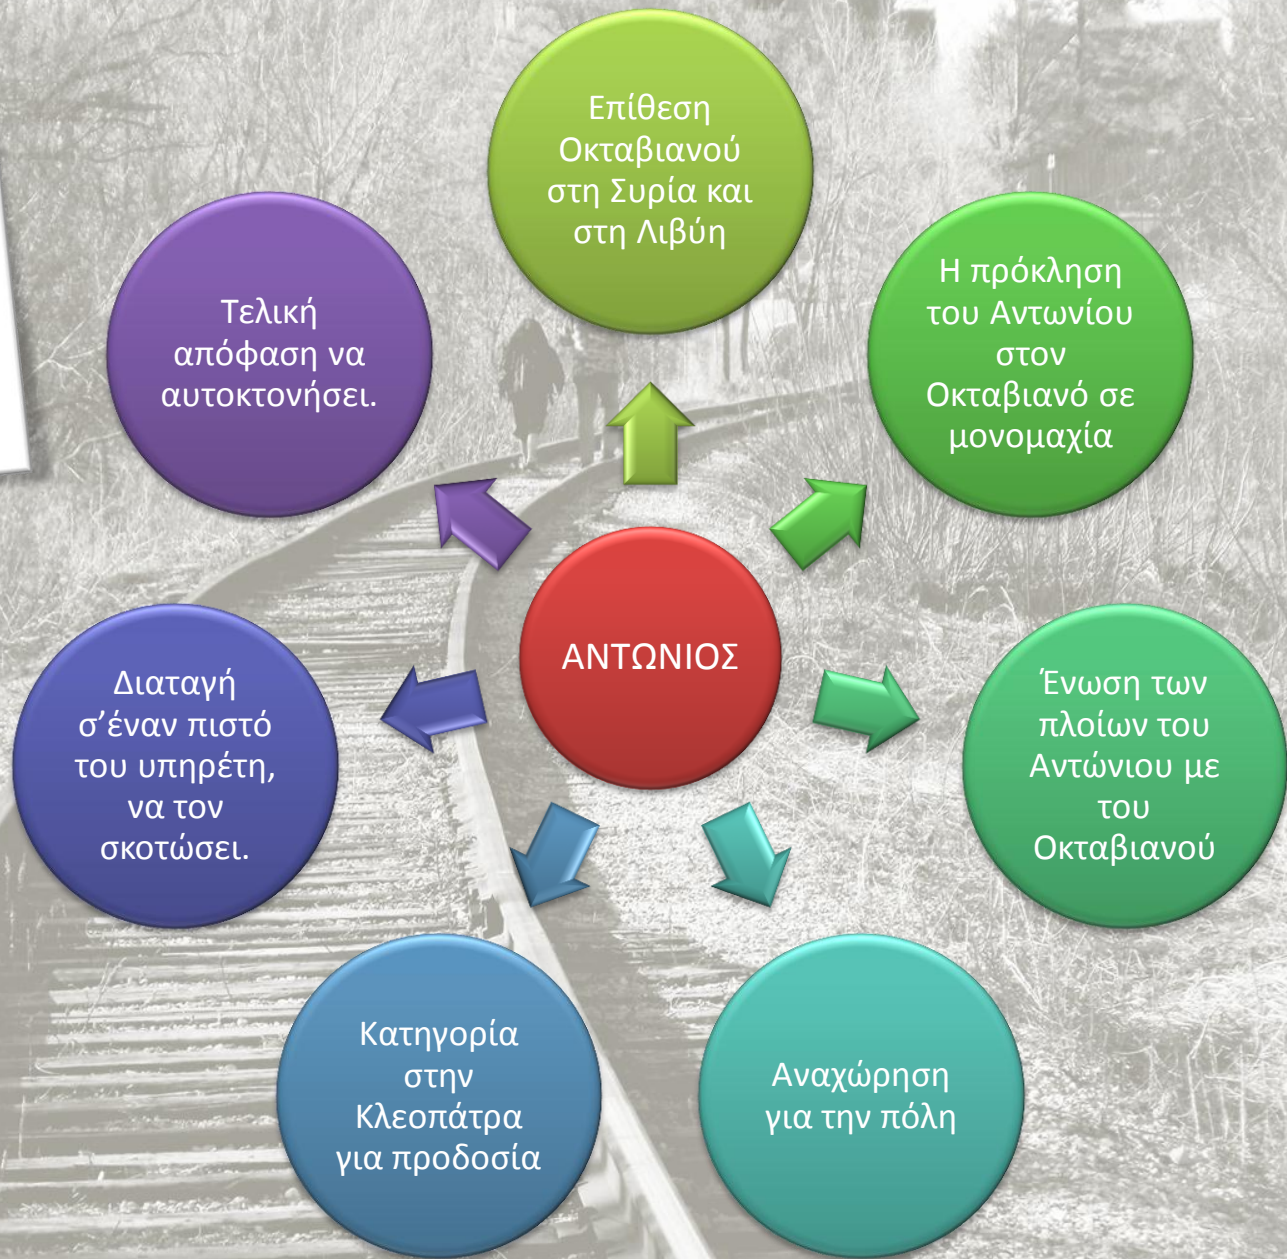 Επίθεση
Οκταβιανού
στη Συρία και
στη Λιβύη
Η πρόκληση
του Αντωνίου
στον
Οκταβιανό σε
μονομαχία
Ένωση των
πλοίων του
Αντώνιου με
του
Οκταβιανού
Αναχώρηση
για την πόλη
Κατηγορία
στην
Κλεοπάτρα
για προδοσία
Διαταγή
σ’έναν πιστό
του υπηρέτη,
να τον
σκοτώσει.
Τελική
απόφαση να
αυτοκτονήσει.
ΑΝΤΩΝΙΟΣ